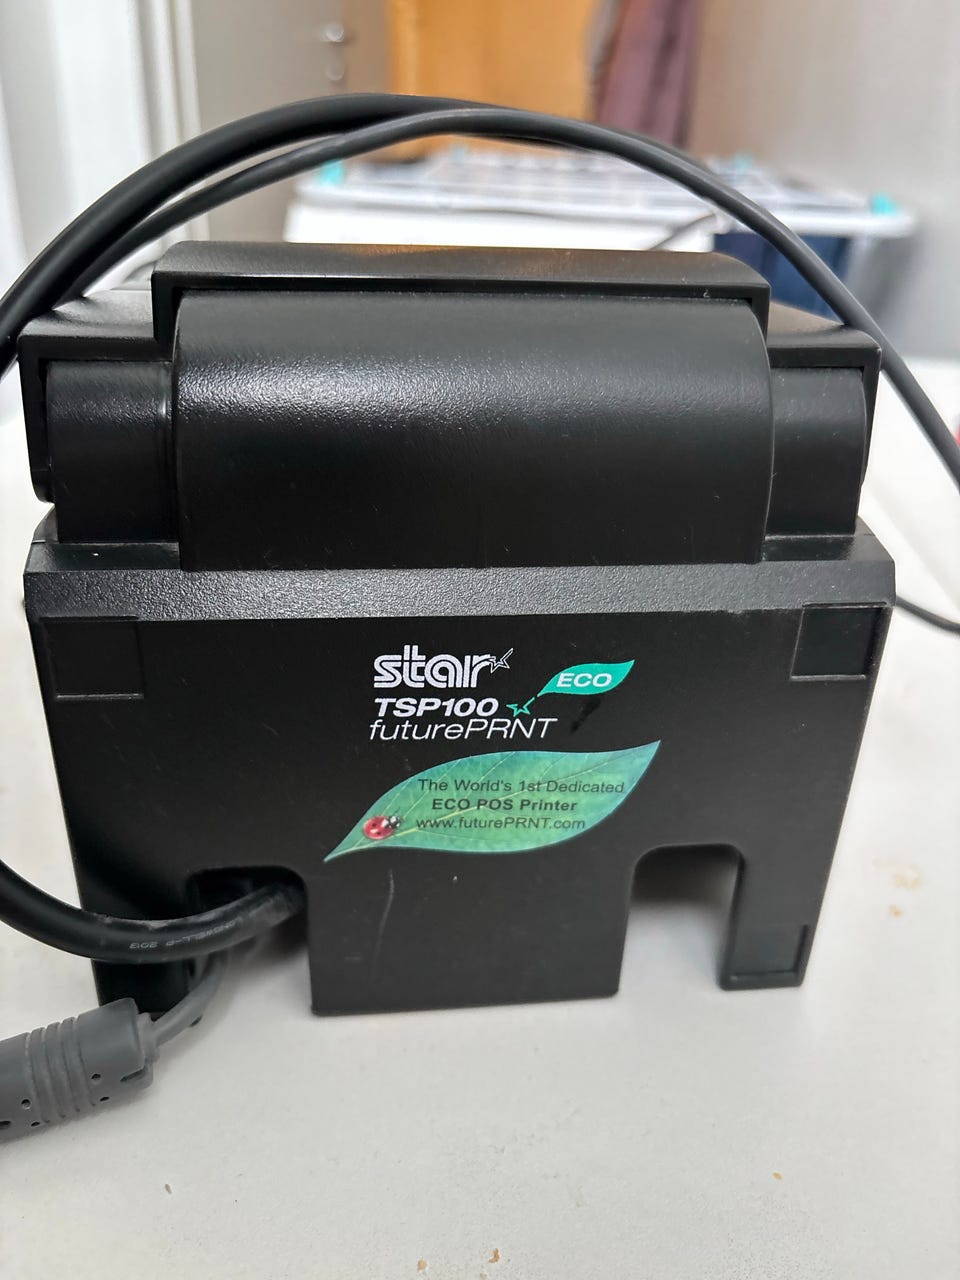 star
ECO
TSP100
futurePRNT
The World's 1st Dedicated
ECO POS Printer
www.futurePRNT.com